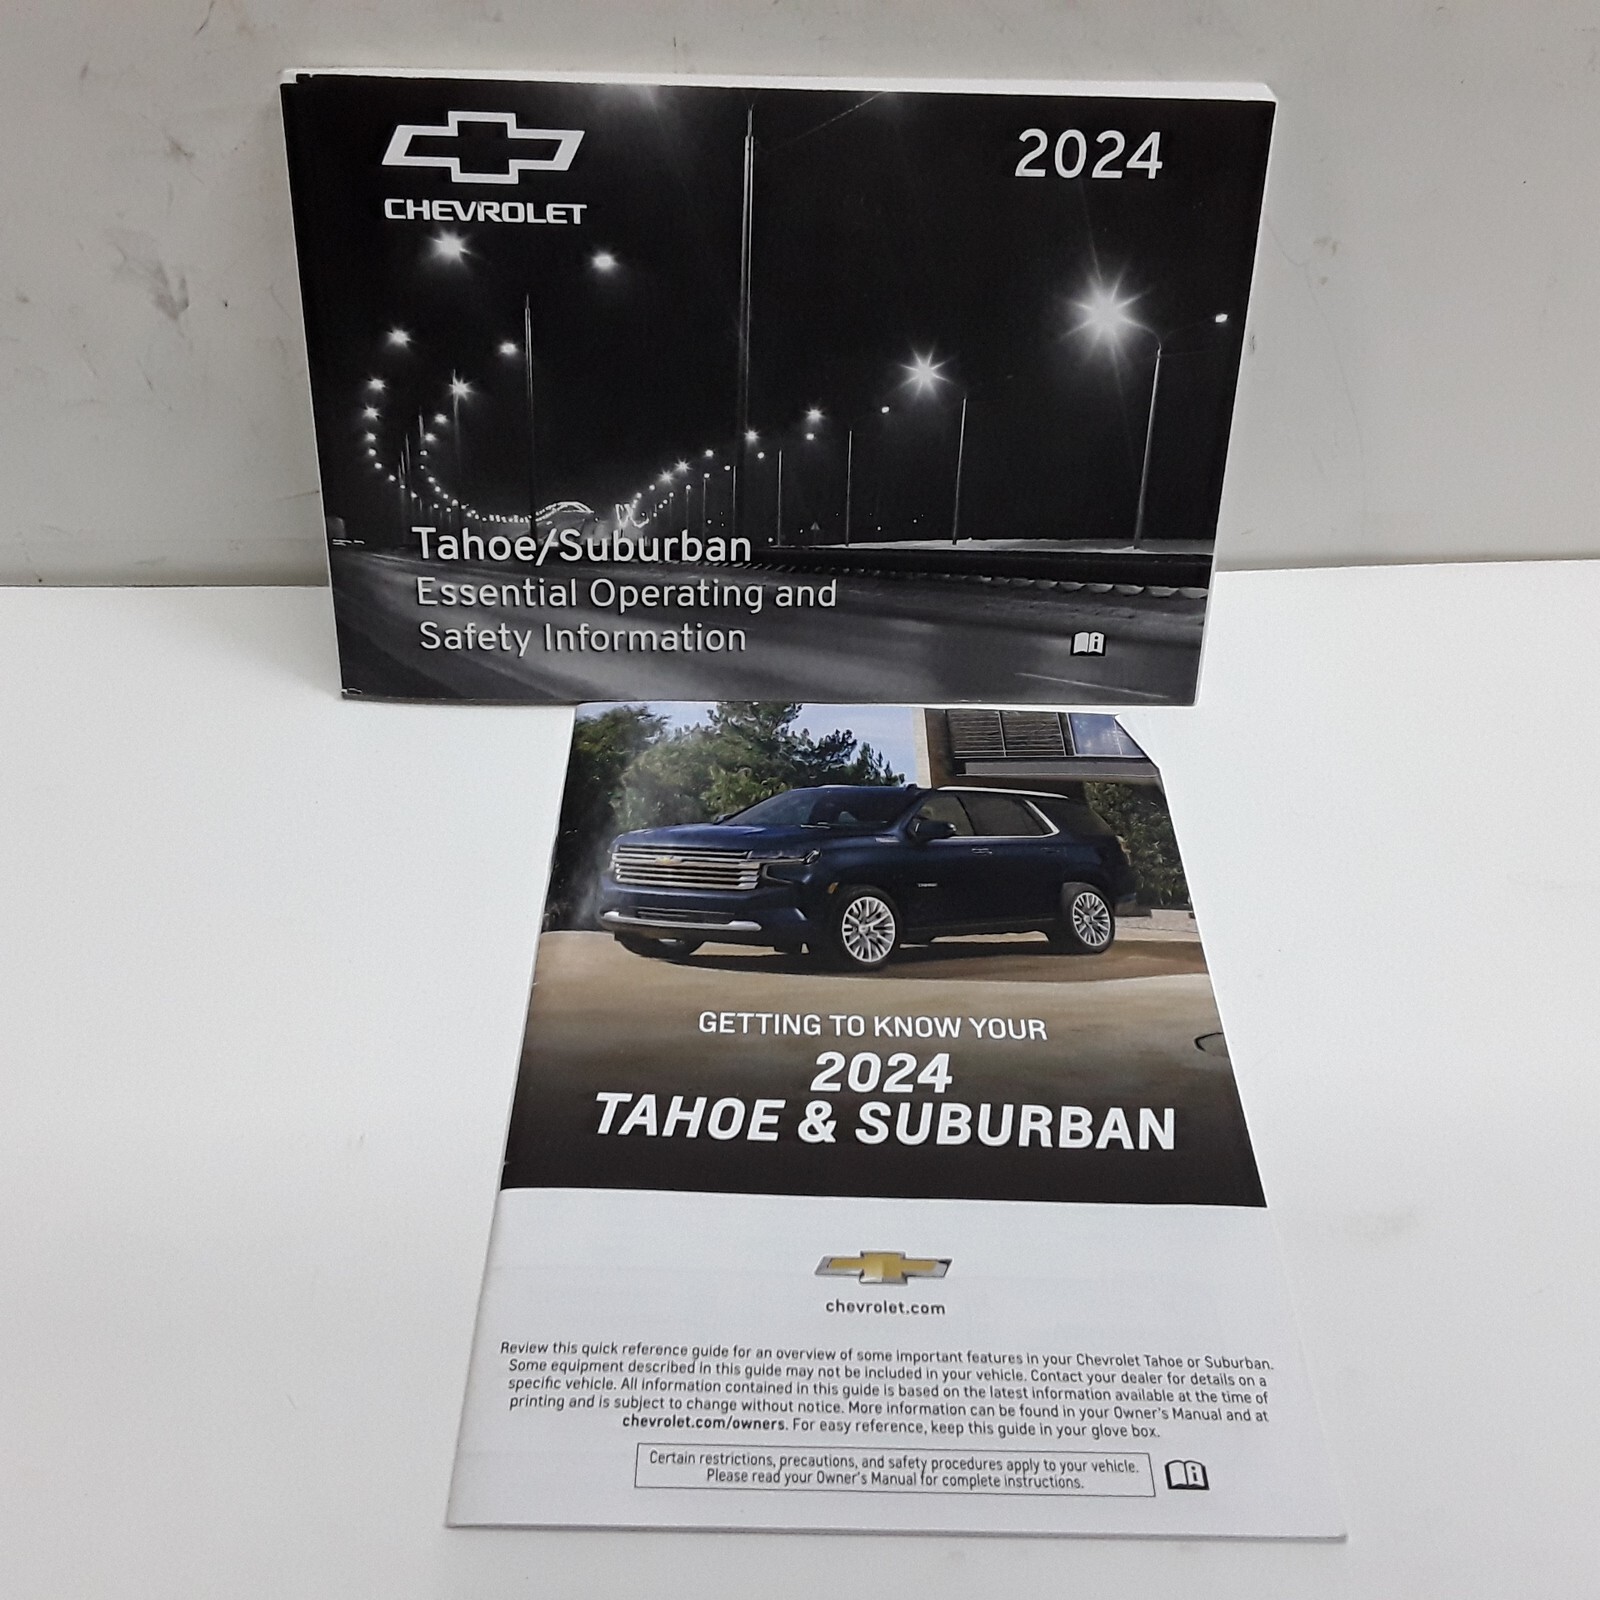 CHEVROLET
2024
Tahoe/Suburban
Essential Operating and
Safety Information
GETTING TO KNOW YOUR
2024
TAHOE & SUBURBAN
chevrolet.com
Review this quick reference guide for an overview of some important features in your Chevrolet Tahoe or Suburban.
Some equipment described in this guide may not be included in your vehicle. Contact your dealer for details on a
specific vehicle. All information contained in this guide is based on the latest information available at the time of
printing and is subject to change without notice. More information can be found in your Owner's Manual and at
chevrolet.com/owners. For easy reference, keep this guide in your glove box.
Certain restrictions, precautions, and safety procedures apply to your vehicle.
Please read your Owner's Manual for complete instructions.